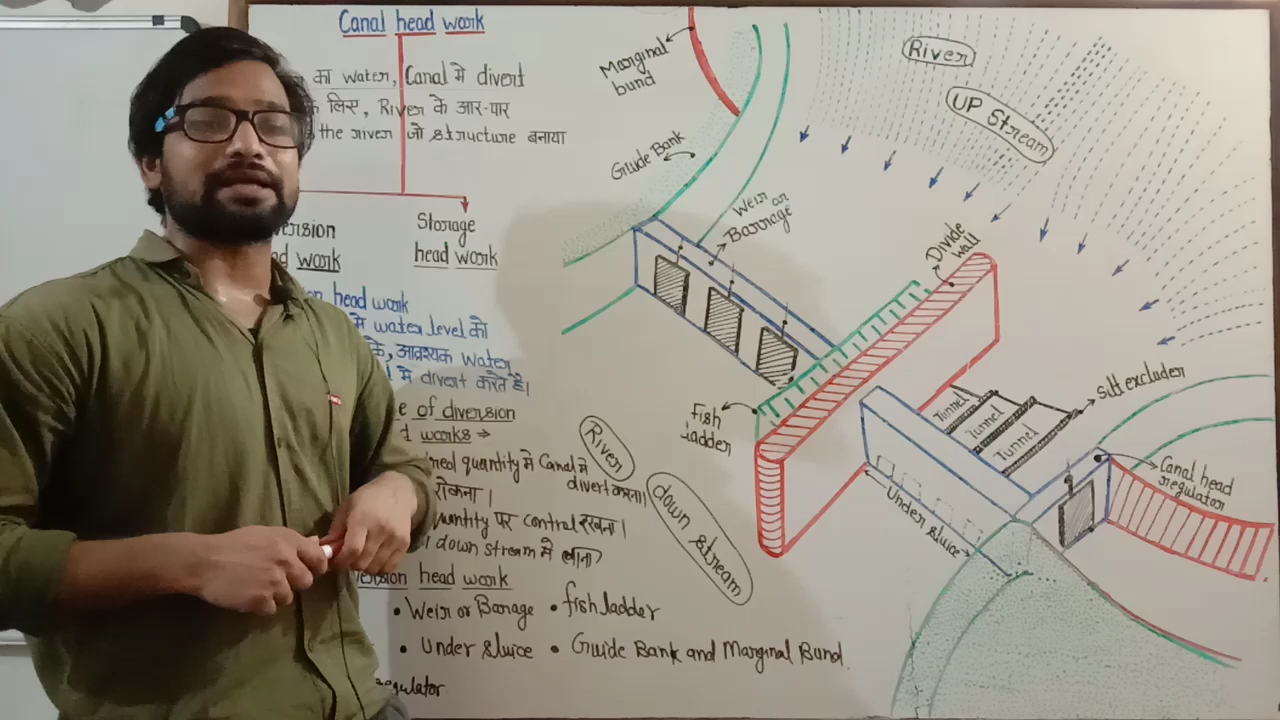 Canal head work
का water, Canal मे divert
लिए, River के आर-पार
the river जो structure बनाया
Storage
head work
work
head work
मे water level को
के, आवश्यक water
मे divert करते है।
of diversion
works ⇒
quantity मे Canal मे
divert करना।
रोकना।
पर control रखना।
down stream मे लाना
head work
• Weir or Barrage • fish ladder
• Under sluice • Guide Bank and Marginal Bund.
Marginal
bund
Guide Bank
Weir or
Barrage
River
UP Stream
Divide
wall
Fish
ladder
Tunnel
Tunnel
Tunnel
Silt excluder
Canal head
regulator
Under sluice
River
down stream